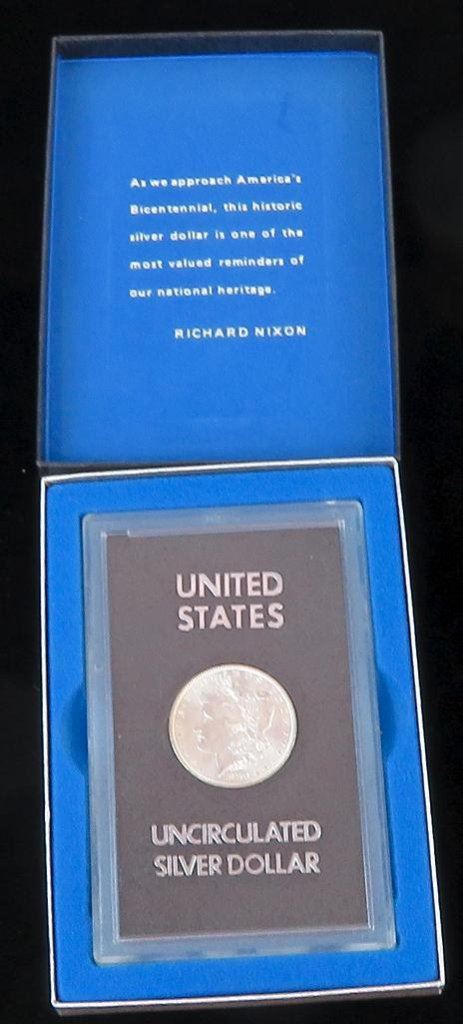 As we approach America's
Bicentennial, this historic
silver dollar is one of the
most valued reminders of
our national heritage.
RICHARD NIXON
UNITED
STATES
UNCIRCULATED
SILVER DOLLAR